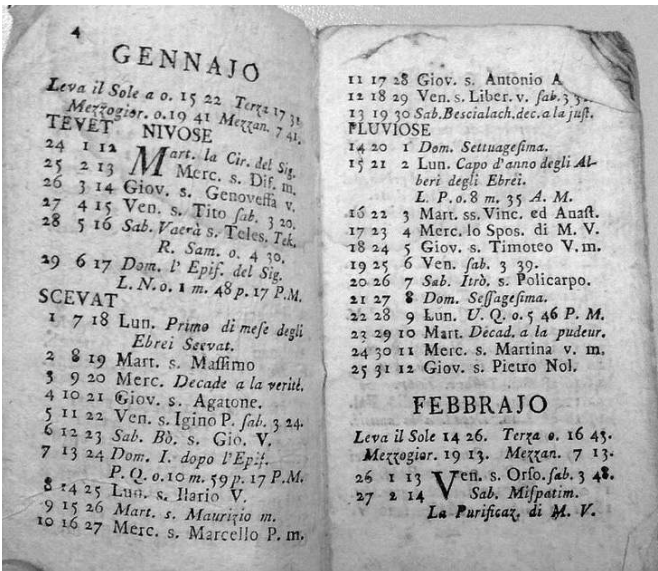 4
GENNAJO
Leva il Sole a o. 15 22 Terza 17 31
Mezzogior. o. 19 41 Mezzan. 7 41.
TEVET NIVOSE
24 1 12 Mart. la Cir. del Sig.
25 2 13 Merc. s. Dif. m.
26 3 14 Giov. s. Genoveffa v.
27 4 15 Ven. s. Tito sab. 3 20.
28 5 16 Sab. Vaerà s. Teles. Tek.
R. Sam. o. 4 30.
29 6 17 Dom. l' Epif. del Sig.
L. N. o. 1 m. 48 p. 17 P.M.
SCEVAT
1 7 18 Lun. Primo di mese degli
Ebrei Scevat.
2 8 19 Mart. s. Massimo
3 9 20 Merc. Decade a la verité.
4 10 21 Giov. s. Agatone.
5 11 22 Ven. s. Igino P. sab. 3 24.
6 12 23 Sab. Bò. s. Gio. V.
7 13 24 Dom. I. dopo l'Epif.
P. Q. o. 10 m. 59 p. 17 P.M.
8 14 25 Lun. s. Ilario V.
9 15 26 Mart. s. Maurizio m.
10 16 27 Merc. s. Marcello P. m.
11 17 28 Giov. s. Antonio A
12 18 29 Ven. s. Liber. v. sab. 3
13 19 30 Sab. Bescialach. dec. a la just.
PLUVIOSE
14 20 1 Dom. Settuagesima.
15 21 2 Lun. Capo d'anno degli Al-
beri degli Ebrei.
L. P. o. 8 m. 35 A. M.
16 22 3 Mart. ss. Vinc. ed Anast.
17 23 4 Merc. lo Spos. di M. V.
18 24 5 Giov. s. Timoteo V. m.
19 25 6 Ven. sab. 3 39.
20 26 7 Sab. Itrò. s. Policarpo.
21 27 8 Dom. Sessagesima.
22 28 9 Lun. U. Q. o. 5 46 P. M.
23 29 10 Mart. Decad. a la pudeur.
24 30 11 Merc. s. Martina v. m.
25 31 12 Giov. s. Pietro Nol.
FEBBRAJO
Leva il Sole 14 26. Terza o. 16 43.
Mezzogior. 19 13. Mezzan. 7 13.
26 1 13 Ven. s. Orso. sab. 3 48.
27 2 14 Sab. Mispatim.
La Purificaz. di M. V.